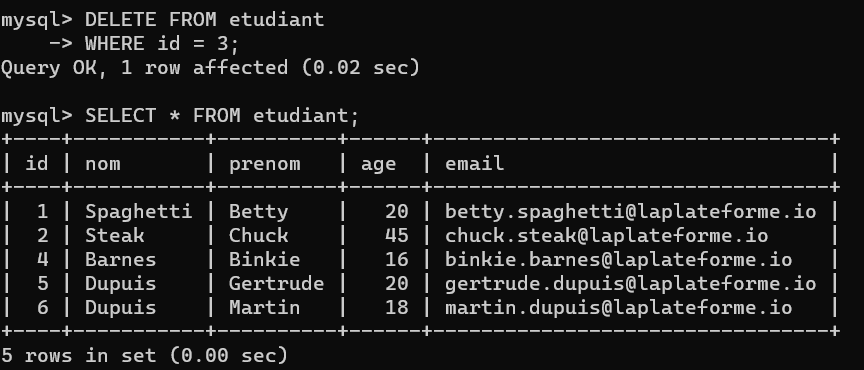 mysql> DELETE FROM etudiant
    -> WHERE id = 3;
Query OK, 1 row affected (0.02 sec)
mysql> SELECT * FROM etudiant;
+----+-----------+----------+------+---------------------------------+
| id | nom       | prenom   | age  | email                           |
+----+-----------+----------+------+---------------------------------+
|  1 | Spaghetti | Betty    |   20 | betty.spaghetti@laplateforme.io |
|  2 | Steak     | Chuck    |   45 | chuck.steak@laplateforme.io     |
|  4 | Barnes    | Binkie   |   16 | binkie.barnes@laplateforme.io   |
|  5 | Dupuis    | Gertrude |   20 | gertrude.dupuis@laplateforme.io |
|  6 | Dupuis    | Martin   |   18 | martin.dupuis@laplateforme.io   |
+----+-----------+----------+------+---------------------------------+
5 rows in set (0.00 sec)